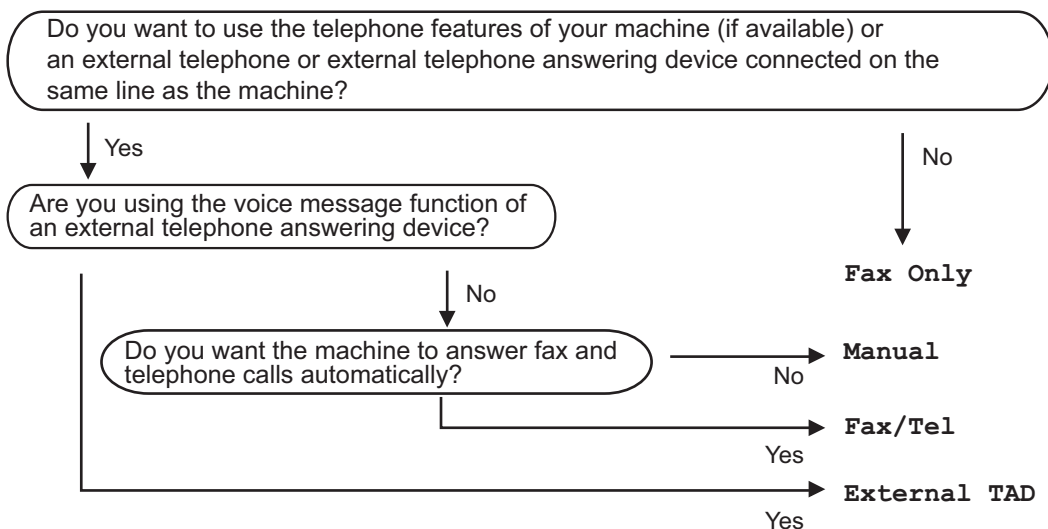 Do you want to use the telephone features of your machine (if available) or
an external telephone or external telephone answering device connected on the
same line as the machine?
Yes
No
Are you using the voice message function of
an external telephone answering device?
Fax Only
No
Do you want the machine to answer fax and
telephone calls automatically?
Manual
No
Fax/Tel
Yes
External TAD
Yes